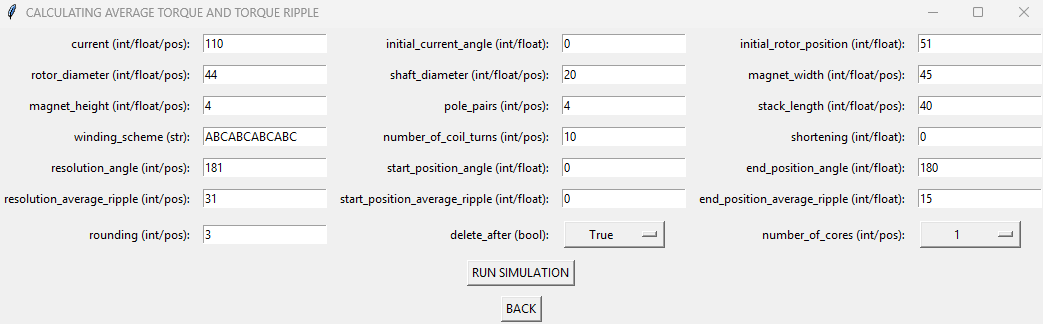 CALCULATING AVERAGE TORQUE AND TORQUE RIPPLE
current (int/float/pos): 110 initial_current_angle (int/float): 0 initial_rotor_position (int/float): 51
rotor_diameter (int/float/pos): 44 shaft_diameter (int/float/pos): 20 magnet_width (int/float/pos): 45
magnet_height (int/float/pos): 4 pole_pairs (int/pos): 4 stack_length (int/float/pos): 40
winding_scheme (str): ABCABCABCABC number_of_coil_turns (int/pos): 10 shortening (int/float): 0
resolution_angle (int/pos): 181 start_position_angle (int/float): 0 end_position_angle (int/float): 180
resolution_average_ripple (int/pos): 31 start_position_average_ripple (int/float): 0 end_position_average_ripple (int/float): 15
rounding (int/pos): 3 delete_after (bool): True number_of_cores (int/pos): 1
RUN SIMULATION
BACK